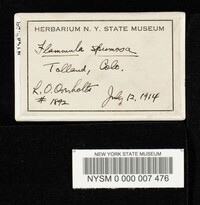 HERBARIUM N. Y. STATE MUSEUM
Flammula spumosa
Tolland, Colo.
July 12, 1914
# 1892
NEW YORK STATE MUSEUM
NYSM 0 000 007 476